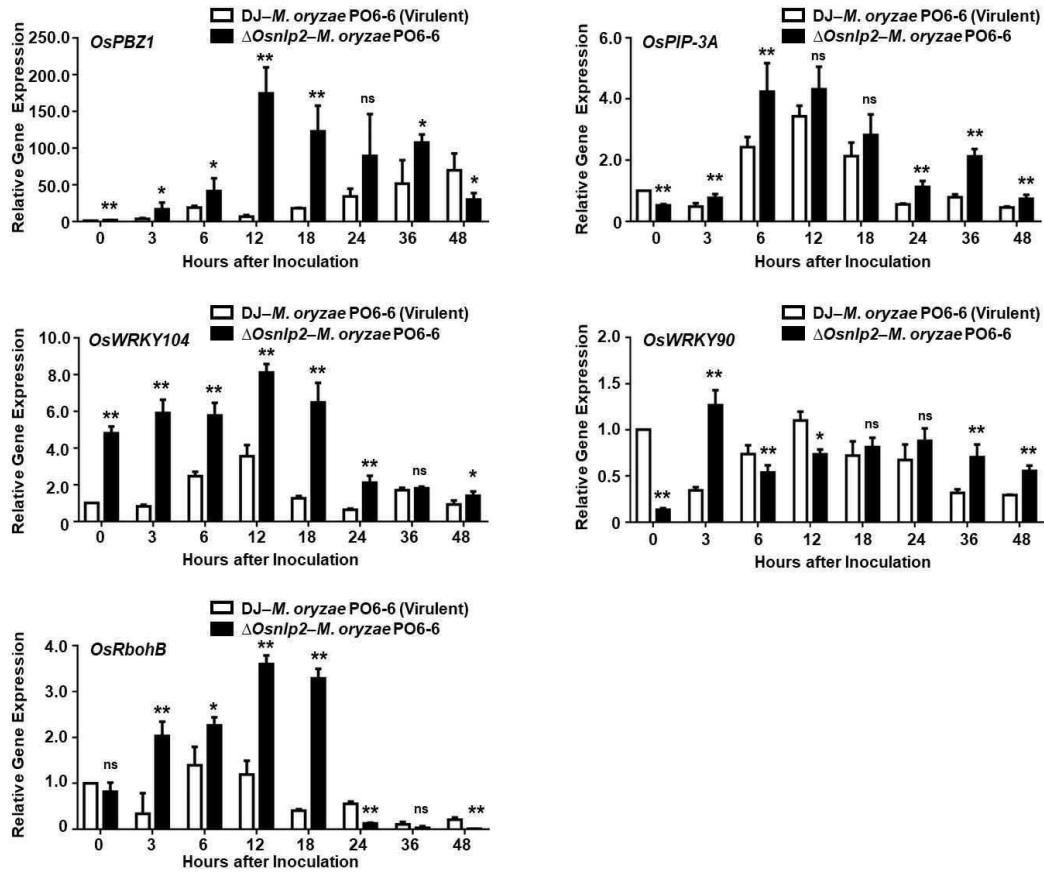 DJ–M. oryzae PO6-6 (Virulent)
ΔOsnlp2–M. oryzae PO6-6
OsPBZ1
Relative Gene Expression
250.0
200.0
150.0
100.0
50.0
0
** * * ** ** ns * *
0 3 6 12 18 24 36 48
Hours after Inoculation
DJ–M. oryzae PO6-6 (Virulent)
ΔOsnlp2–M. oryzae PO6-6
OsPIP-3A
Relative Gene Expression
6.0
4.0
2.0
0
** ** ** ns ns ** ** **
0 3 6 12 18 24 36 48
Hours after Inoculation
DJ–M. oryzae PO6-6 (Virulent)
ΔOsnlp2–M. oryzae PO6-6
OsWRKY104
Relative Gene Expression
10.0
8.0
6.0
4.0
2.0
0
** ** ** ** ** ** ns *
0 3 6 12 18 24 36 48
Hours after Inoculation
DJ–M. oryzae PO6-6 (Virulent)
ΔOsnlp2–M. oryzae PO6-6
OsWRKY90
Relative Gene Expression
2.0
1.5
1.0
0.5
0
** ** ** * ns ns ** **
0 3 6 12 18 24 36 48
Hours after Inoculation
DJ–M. oryzae PO6-6 (Virulent)
ΔOsnlp2–M. oryzae PO6-6
OsRbohB
Relative Gene Expression
4.0
3.0
2.0
1.0
0
ns ** * ** ** ** ns **
0 3 6 12 18 24 36 48
Hours after Inoculation